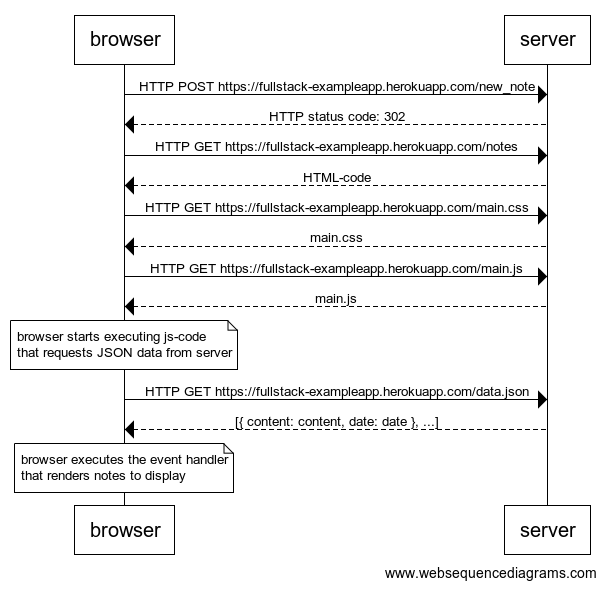 browser
server
HTTP POST https://fullstack-exampleapp.herokuapp.com/new_note
HTTP status code: 302
HTTP GET https://fullstack-exampleapp.herokuapp.com/notes
HTML-code
HTTP GET https://fullstack-exampleapp.herokuapp.com/main.css
main.css
HTTP GET https://fullstack-exampleapp.herokuapp.com/main.js
main.js
browser starts executing js-code
that requests JSON data from server
HTTP GET https://fullstack-exampleapp.herokuapp.com/data.json
[{ content: content, date: date }, ...]
browser executes the event handler
that renders notes to display
browser
server
www.websequencediagrams.com